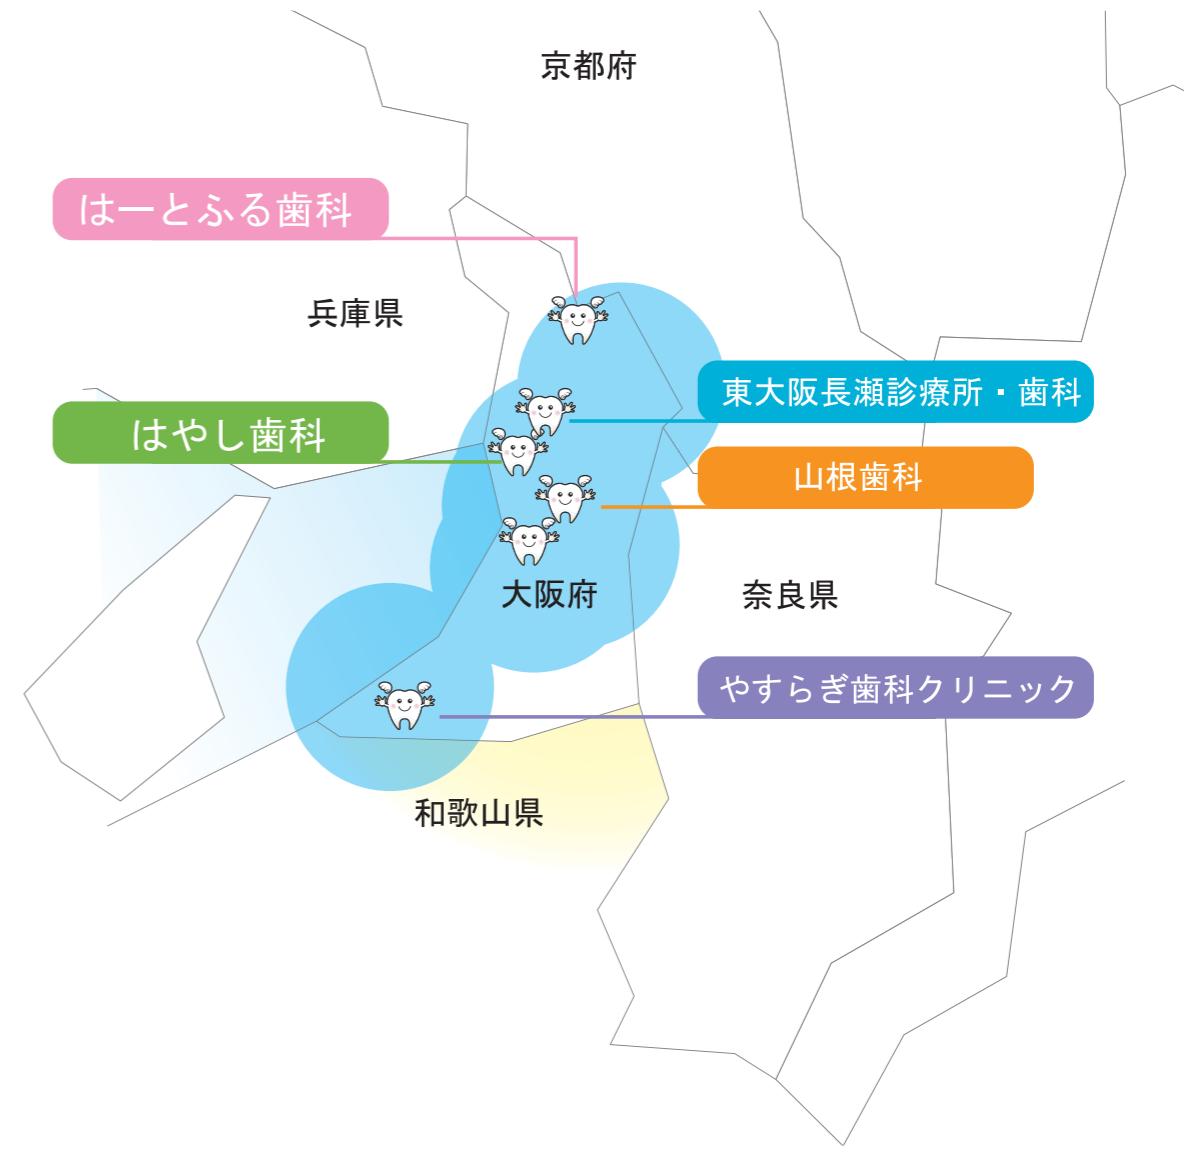 京都府
はーとふる歯科
兵庫県
東大阪長瀬診療所・歯科
はやし歯科
山根歯科
大阪府
奈良県
やすらぎ歯科クリニック
和歌山県